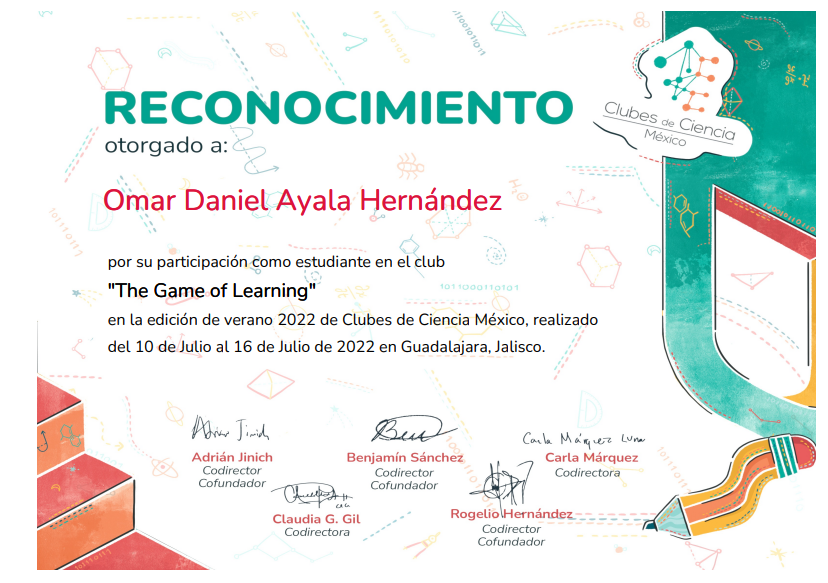 RECONOCIMIENTO
otorgado a:
Clubes de Ciencia
México
Omar Daniel Ayala Hernández
por su participación como estudiante en el club
"The Game of Learning"
en la edición de verano 2022 de Clubes de Ciencia México, realizado
del 10 de Julio al 16 de Julio de 2022 en Guadalajara, Jalisco.
Adrián Jinich
Adrián Jinich
Codirector
Cofundador
Benjamín Sánchez
Codirector
Cofundador
Carla Márquez Luna
Carla Márquez
Codirectora
Claudia G. Gil
Codirectora
Rogelio Hernández
Codirector
Cofundador
H₂O